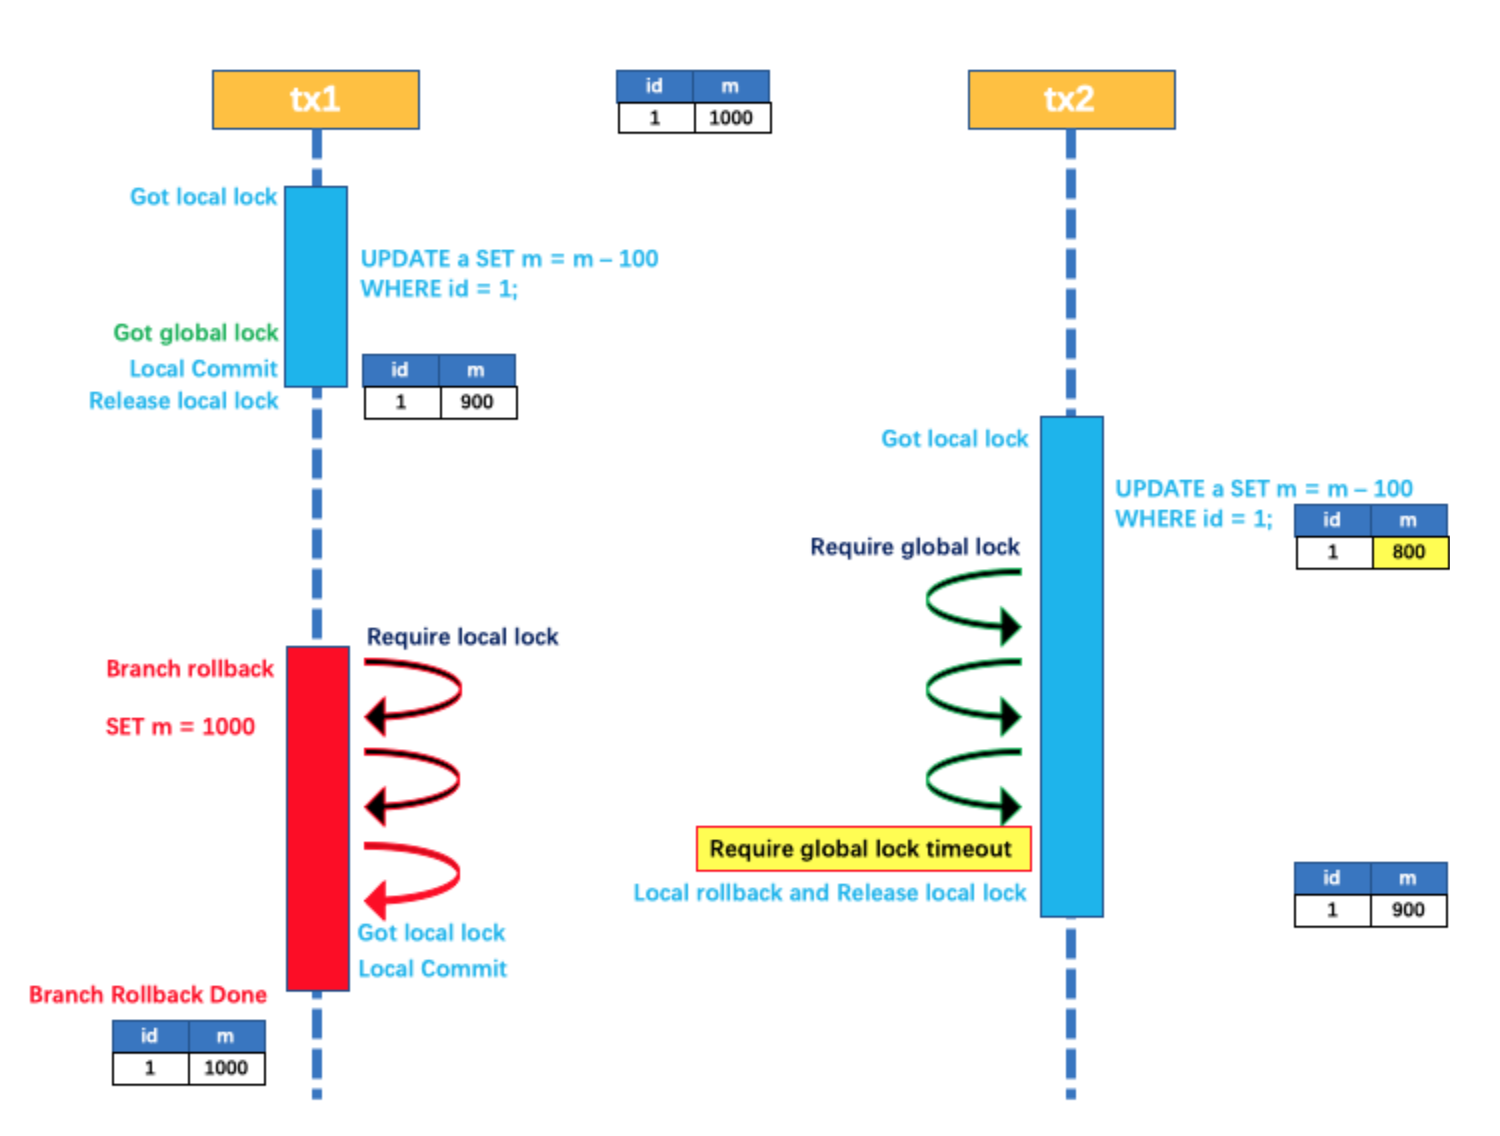 tx1
id m
1 1000
tx2
Got local lock
UPDATE a SET m = m – 100
WHERE id = 1;
Got global lock
Local Commit
Release local lock
id m
1 900
Got local lock
UPDATE a SET m = m – 100
WHERE id = 1;
id m
1 800
Require global lock
Require local lock
Branch rollback
SET m = 1000
Require global lock timeout
Local rollback and Release local lock
id m
1 900
Got local lock
Local Commit
Branch Rollback Done
id m
1 1000